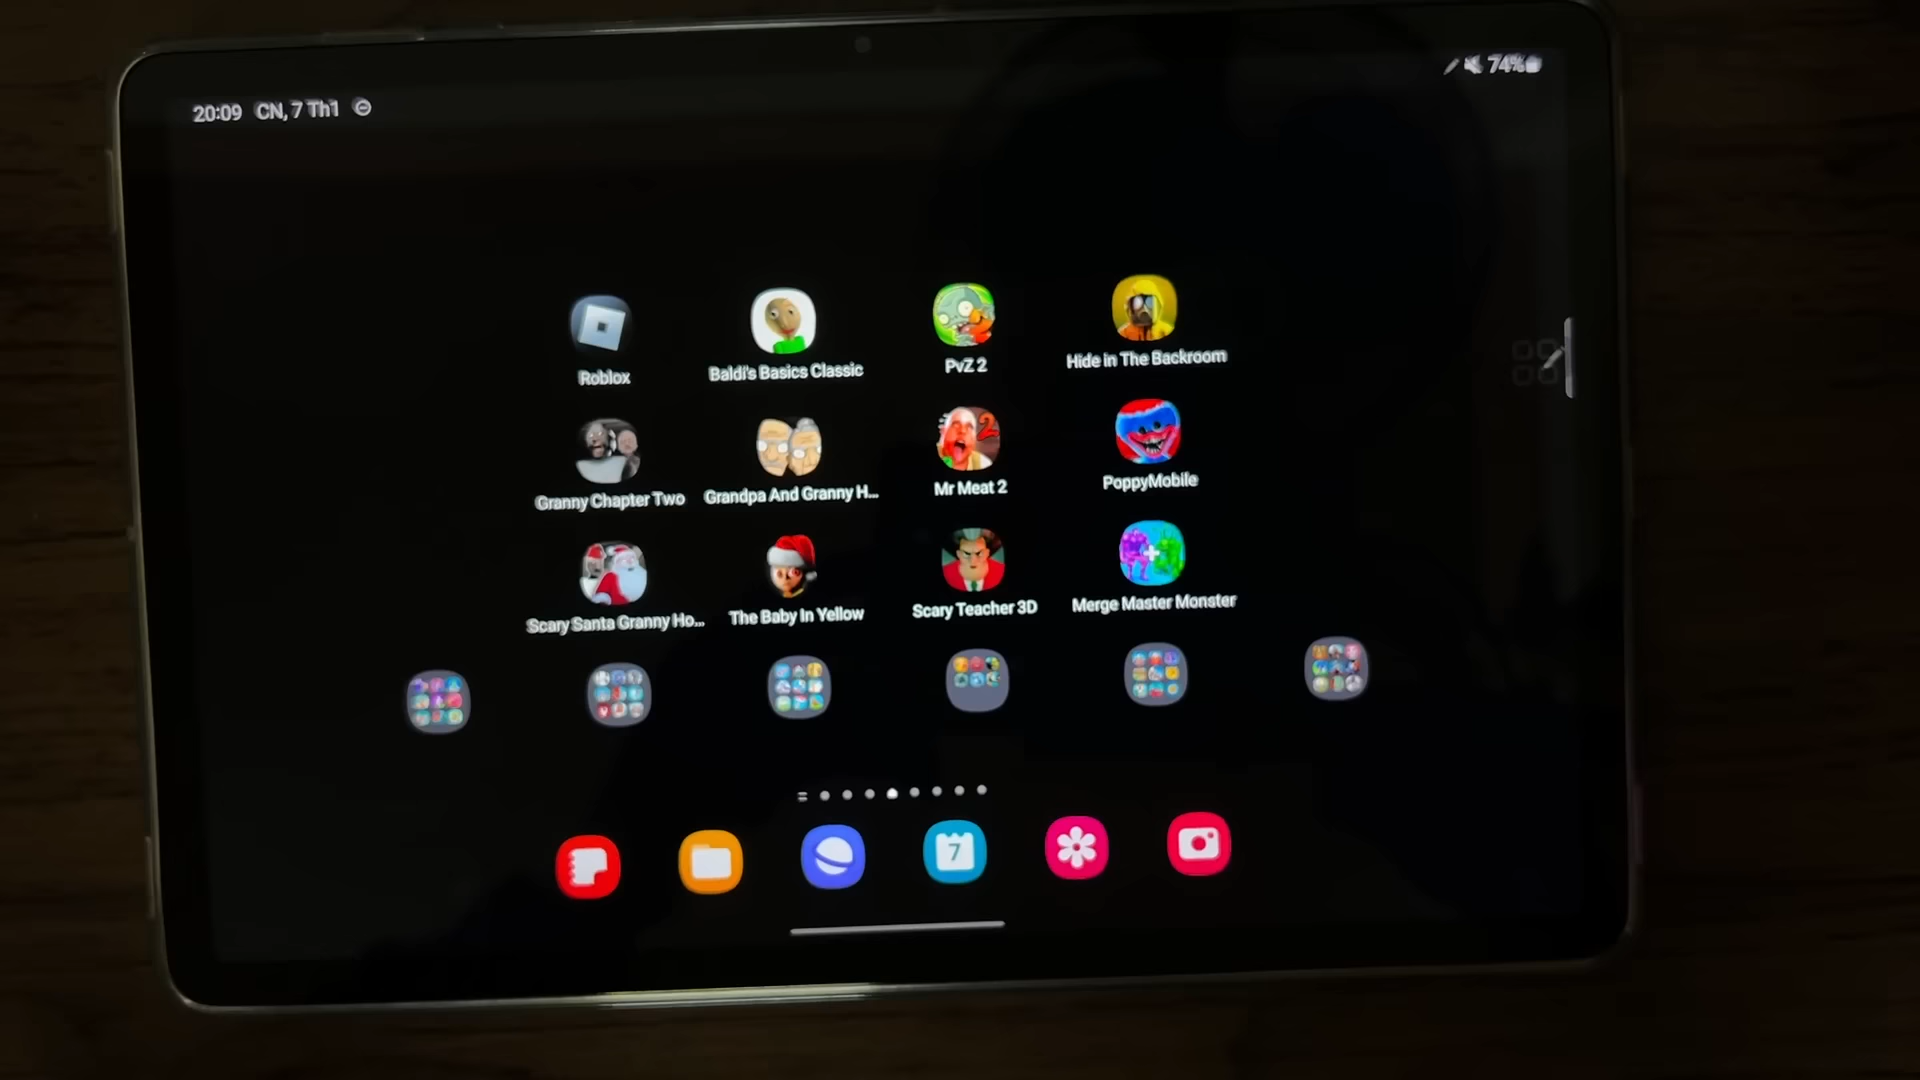 20:09 CN, 7 Th1
74%
Roblox
Baldi's Basics Classic
PvZ 2
Hide in The Backroom
Granny Chapter Two
Grandpa And Granny H...
2
Mr Meat 2
PoppyMobile
Scary Santa Granny Ho...
The Baby In Yellow
Scary Teacher 3D
Merge Master Monster
7